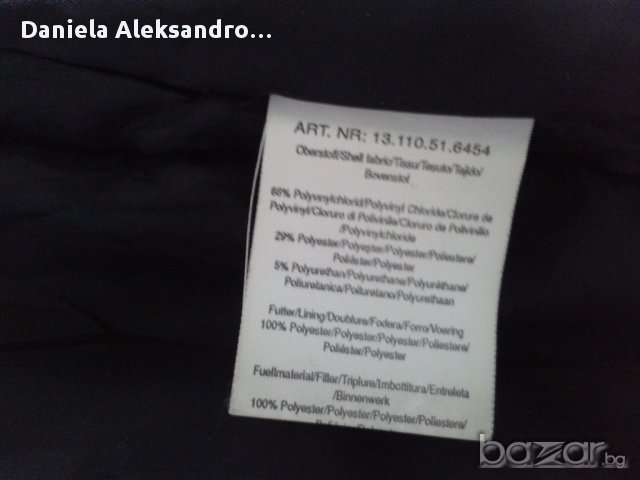 Daniela Aleksandro...
ART. NR: 13.110.51.6454
Oberstoff/Shell fabric/Tissu/Tessuto/Tejido/
Bovenstof
66% Polyvinylchlorid/Polyvinyl Chloride/Clorure de
Polyvinyl/Cloruro di Polivinile/Cloruro de Polivinilo
/Polyvinylchloride
29% Polyester/Polyester/Polyester/Poliestere/
Poliéster/Polyester
5% Polyurethan/Polyurethane/Polyuréthane/
Poliuretanica/Poliuretano/Polyurethaan
Futter/Lining/Doublure/Fodera/Forro/Voering
100% Polyester/Polyester/Polyester/Poliestere/
Poliéster/Polyester
Fuellmaterial/Filler/Triplure/Imbottitura/Entretela
/Binnenwerk
100% Polyester/Polyester/Polyester/Poliestere/
bazar.bg